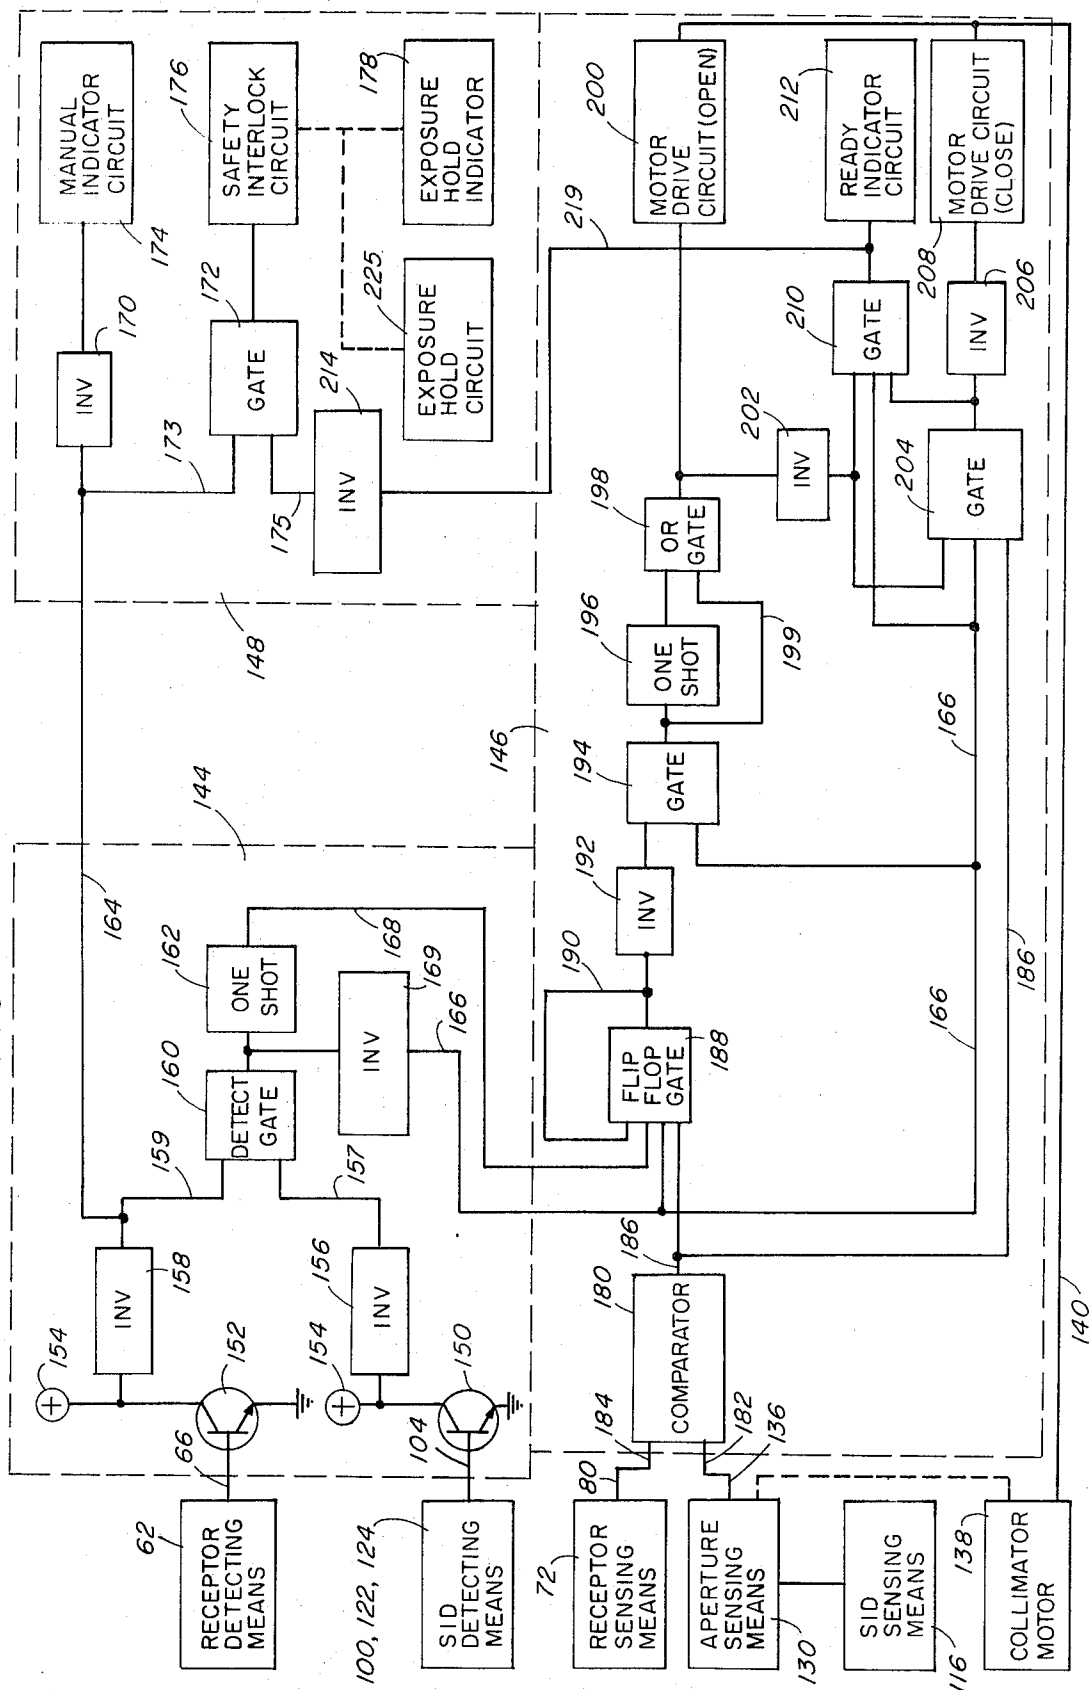 MANUAL
INDICATOR
CIRCUIT
174
176
SAFETY
INTERLOCK
CIRCUIT
178
EXPOSURE
HOLD
INDICATOR
170
INV
172
GATE
173
175
225
EXPOSURE
HOLD
CIRCUIT
214
INV
148
219
200
MOTOR
DRIVE
CIRCUIT (OPEN)
212
READY
INDICATOR
CIRCUIT
208
MOTOR
DRIVE CIRCUIT
(CLOSE)
210
GATE
206
INV
202
INV
204
GATE
198
OR
GATE
196
ONE
SHOT
199
194
GATE
192
INV
190
FLIP
FLOP
GATE
188
146
166
166
186
144
164
162
ONE
SHOT
168
169
INV
166
160
DETECT
GATE
159
157
158
INV
156
INV
154
152
154
150
66
104
62
RECEPTOR
DETECTING
MEANS
100, 122, 124
SID
DETECTING
MEANS
186
180
COMPARATOR
184
182
136
80
72
RECEPTOR
SENSING
MEANS
APERTURE
SENSING
MEANS
130
SID
SENSING
MEANS
116
138
COLLIMATOR
MOTOR
140